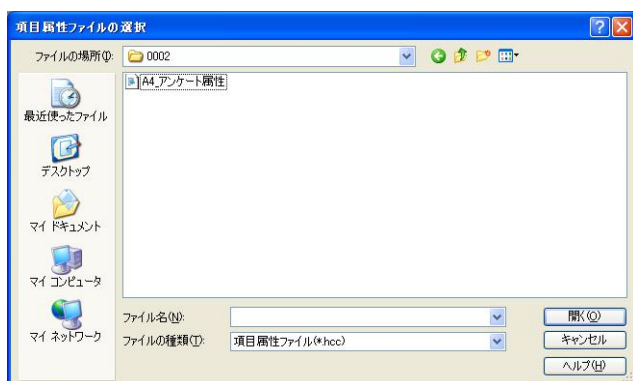 項目属性ファイルの選択
ファイルの場所(I):
0002
A4_アンケート属性
最近使ったファイル
デスクトップ
マイ ドキュメント
マイ コンピュータ
マイ ネットワーク
ファイル名(N):
開く(O)
ファイルの種類(T):
項目属性ファイル(*.hcc)
キャンセル
ヘルプ(H)